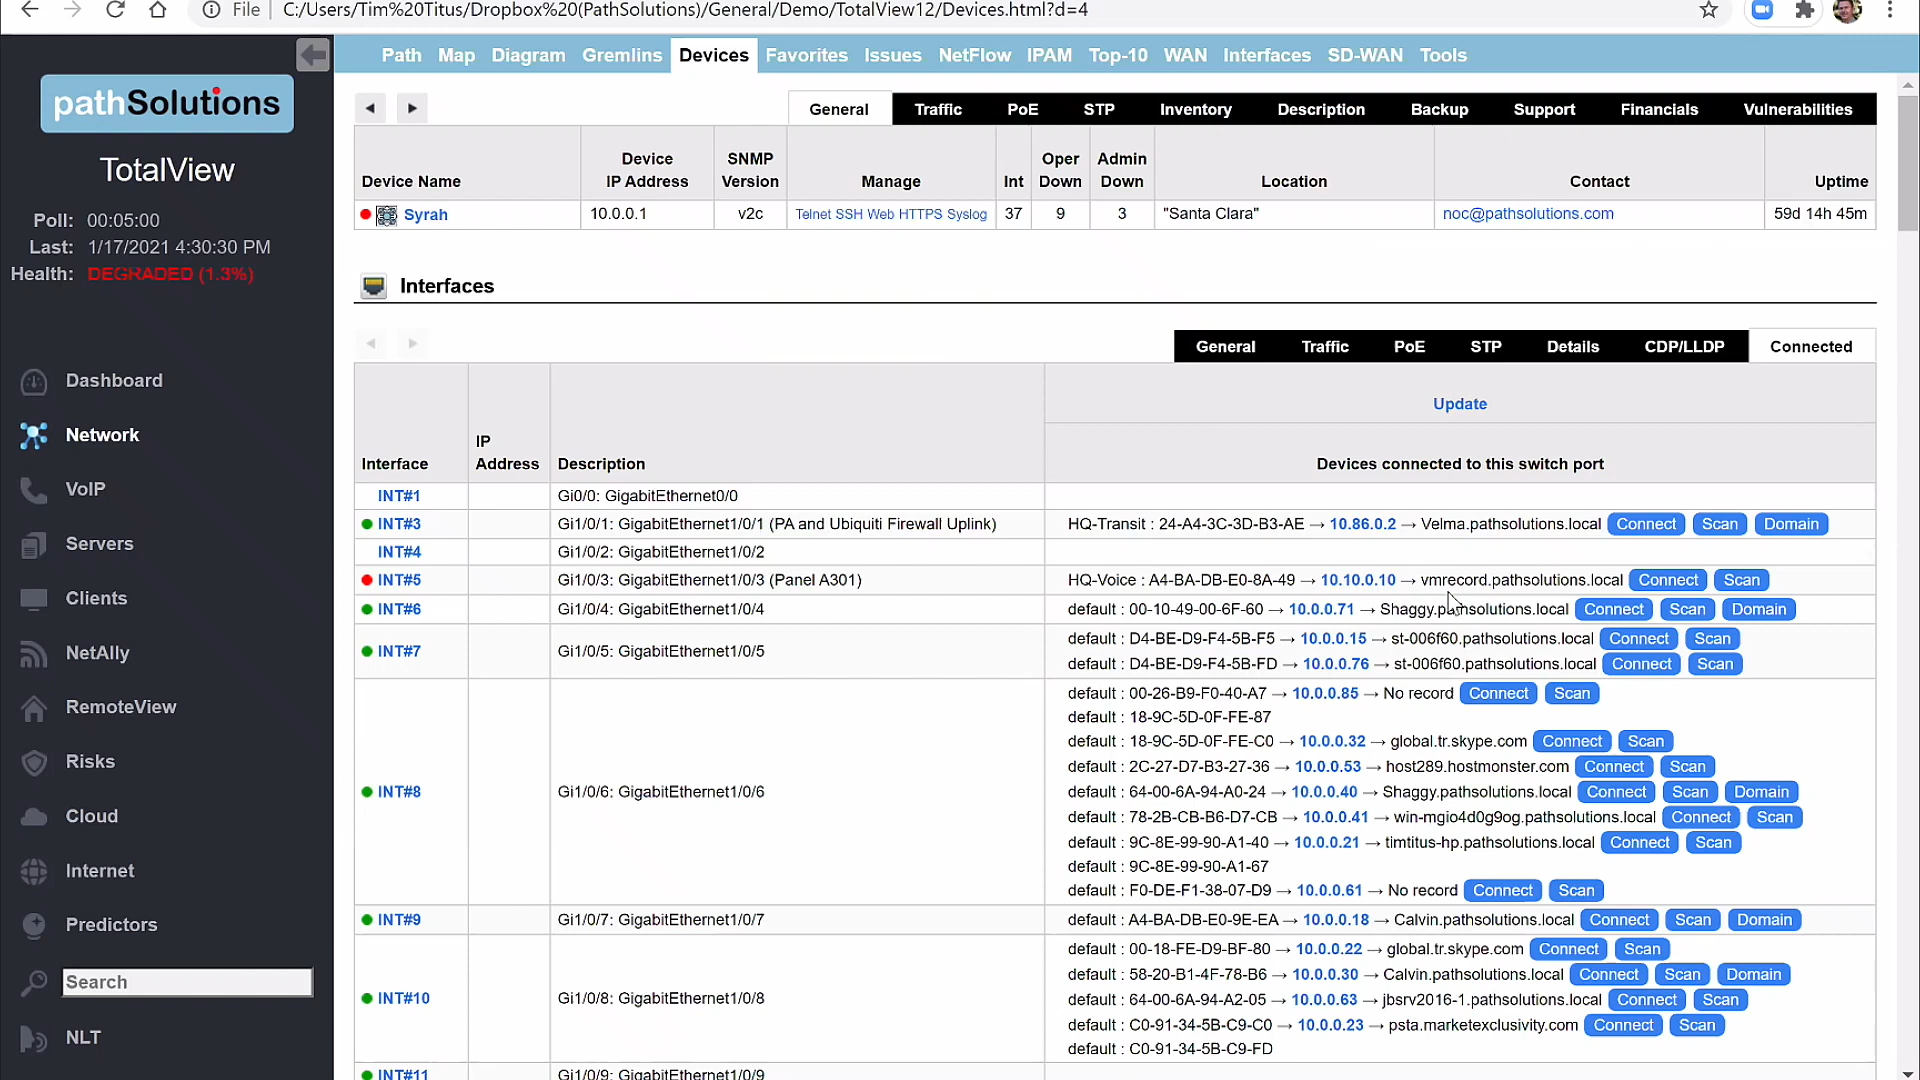 File
C:/Users/Tim%20Titus/Dropbox%20(PathSolutions)/General/Demo/TotalView12/Devices.html?d=4
Path Map Diagram Gremlins Devices Favorites Issues NetFlow IPAM Top-10 WAN Interfaces SD-WAN Tools
pathSolutions
TotalView
Poll: 00:05:00
Last: 1/17/2021 4:30:30 PM
Health: DEGRADED (1.3%)
Dashboard
Network
VoIP
Servers
Clients
NetAlly
RemoteView
Risks
Cloud
Internet
Predictors
Search
NLT
General Traffic PoE STP Inventory Description Backup Support Financials Vulnerabilities
Device Name Device IP Address SNMP Version Manage Int Oper Down Admin Down Location Contact Uptime
Syrah 10.0.0.1 v2c Telnet SSH Web HTTPS Syslog 37 9 3 "Santa Clara" noc@pathsolutions.com 59d 14h 45m
Interfaces
General Traffic PoE STP Details CDP/LLDP Connected
Update
Interface IP Address Description Devices connected to this switch port
INT#1 Gi0/0: GigabitEthernet0/0
INT#3 Gi1/0/1: GigabitEthernet1/0/1 (PA and Ubiquiti Firewall Uplink) HQ-Transit : 24-A4-3C-3D-B3-AE → 10.86.0.2 → Velma.pathsolutions.local Connect Scan Domain
INT#4 Gi1/0/2: GigabitEthernet1/0/2
INT#5 Gi1/0/3: GigabitEthernet1/0/3 (Panel A301) HQ-Voice : A4-BA-DB-E0-8A-49 → 10.10.0.10 → vmrecord.pathsolutions.local Connect Scan
INT#6 Gi1/0/4: GigabitEthernet1/0/4 default : 00-10-49-00-6F-60 → 10.0.0.71 → Shaggy.pathsolutions.local Connect Scan Domain
INT#7 Gi1/0/5: GigabitEthernet1/0/5 default : D4-BE-D9-F4-5B-F5 → 10.0.0.15 → st-006f60.pathsolutions.local Connect Scan
default : D4-BE-D9-F4-5B-FD → 10.0.0.76 → st-006f60.pathsolutions.local Connect Scan
INT#8 Gi1/0/6: GigabitEthernet1/0/6 default : 00-26-B9-F0-40-A7 → 10.0.0.85 → No record Connect Scan
default : 18-9C-5D-0F-FE-87
default : 18-9C-5D-0F-FE-C0 → 10.0.0.32 → global.tr.skype.com Connect Scan
default : 2C-27-D7-B3-27-36 → 10.0.0.53 → host289.hostmonster.com Connect Scan
default : 64-00-6A-94-A0-24 → 10.0.0.40 → Shaggy.pathsolutions.local Connect Scan Domain
default : 78-2B-CB-B6-D7-CB → 10.0.0.41 → win-mgio4d0g9og.pathsolutions.local Connect Scan
default : 9C-8E-99-90-A1-40 → 10.0.0.21 → timtitus-hp.pathsolutions.local Connect Scan
default : 9C-8E-99-90-A1-67
default : F0-DE-F1-38-07-D9 → 10.0.0.61 → No record Connect Scan
INT#9 Gi1/0/7: GigabitEthernet1/0/7 default : A4-BA-DB-E0-9E-EA → 10.0.0.18 → Calvin.pathsolutions.local Connect Scan Domain
INT#10 Gi1/0/8: GigabitEthernet1/0/8 default : 00-18-FE-D9-BF-80 → 10.0.0.22 → global.tr.skype.com Connect Scan
default : 58-20-B1-4F-78-B6 → 10.0.0.30 → Calvin.pathsolutions.local Connect Scan Domain
default : 64-00-6A-94-A2-05 → 10.0.0.63 → jbsrv2016-1.pathsolutions.local Connect Scan
default : C0-91-34-5B-C9-C0 → 10.0.0.23 → psta.marketexclusivity.com Connect Scan
default : C0-91-34-5B-C9-FD
INT#11 Gi1/0/9: GigabitEthernet1/0/9